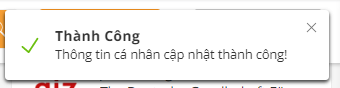 Thành Công
Thông tin cá nhân cập nhật thành công!